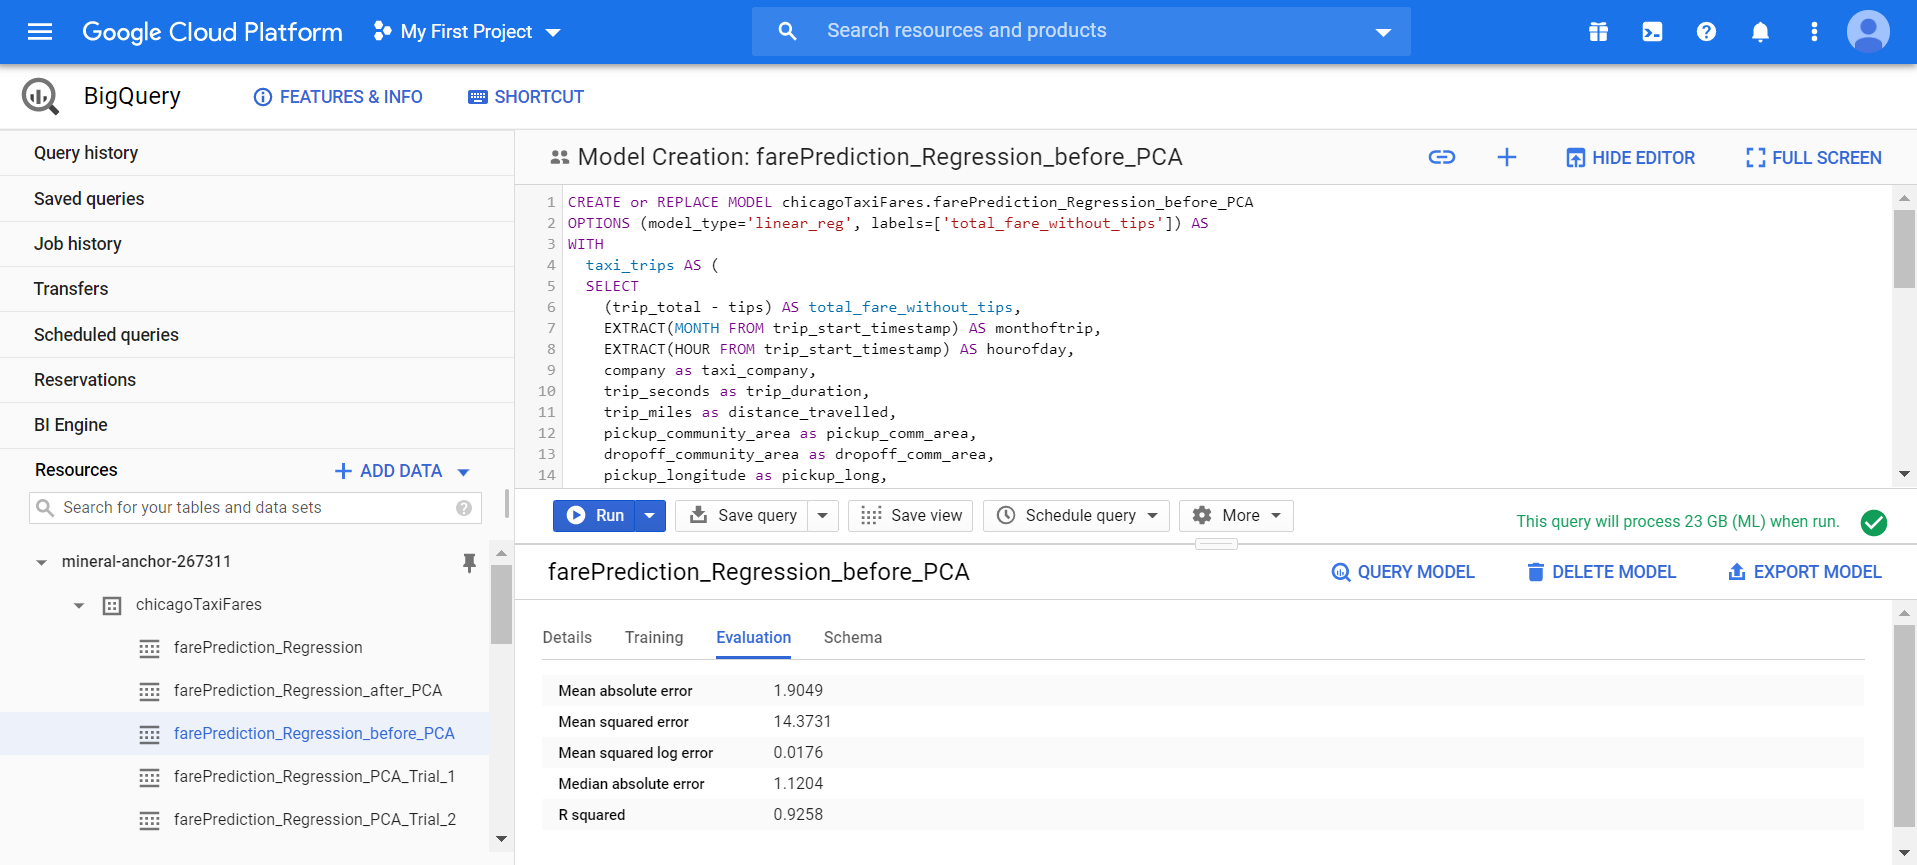 Google Cloud Platform
My First Project
Search resources and products
BigQuery
FEATURES & INFO
SHORTCUT
Query history
Saved queries
Job history
Transfers
Scheduled queries
Reservations
BI Engine
Resources
ADD DATA
Search for your tables and data sets
mineral-anchor-267311
chicagoTaxiFares
farePrediction_Regression
farePrediction_Regression_after_PCA
farePrediction_Regression_before_PCA
farePrediction_Regression_PCA_Trial_1
farePrediction_Regression_PCA_Trial_2
Model Creation: farePrediction_Regression_before_PCA
HIDE EDITOR
FULL SCREEN
1 CREATE or REPLACE MODEL chicagoTaxiFares.farePrediction_Regression_before_PCA
2 OPTIONS (model_type='linear_reg', labels=['total_fare_without_tips']) AS
3 WITH
4 taxi_trips AS (
5 SELECT
6 (trip_total - tips) AS total_fare_without_tips,
7 EXTRACT(MONTH FROM trip_start_timestamp) AS monthoftrip,
8 EXTRACT(HOUR FROM trip_start_timestamp) AS hourofday,
9 company as taxi_company,
10 trip_seconds as trip_duration,
11 trip_miles as distance_travelled,
12 pickup_community_area as pickup_comm_area,
13 dropoff_community_area as dropoff_comm_area,
14 pickup_longitude as pickup_long,
Run
Save query
Save view
Schedule query
More
This query will process 23 GB (ML) when run.
farePrediction_Regression_before_PCA
QUERY MODEL
DELETE MODEL
EXPORT MODEL
Details
Training
Evaluation
Schema
Mean absolute error 1.9049
Mean squared error 14.3731
Mean squared log error 0.0176
Median absolute error 1.1204
R squared 0.9258